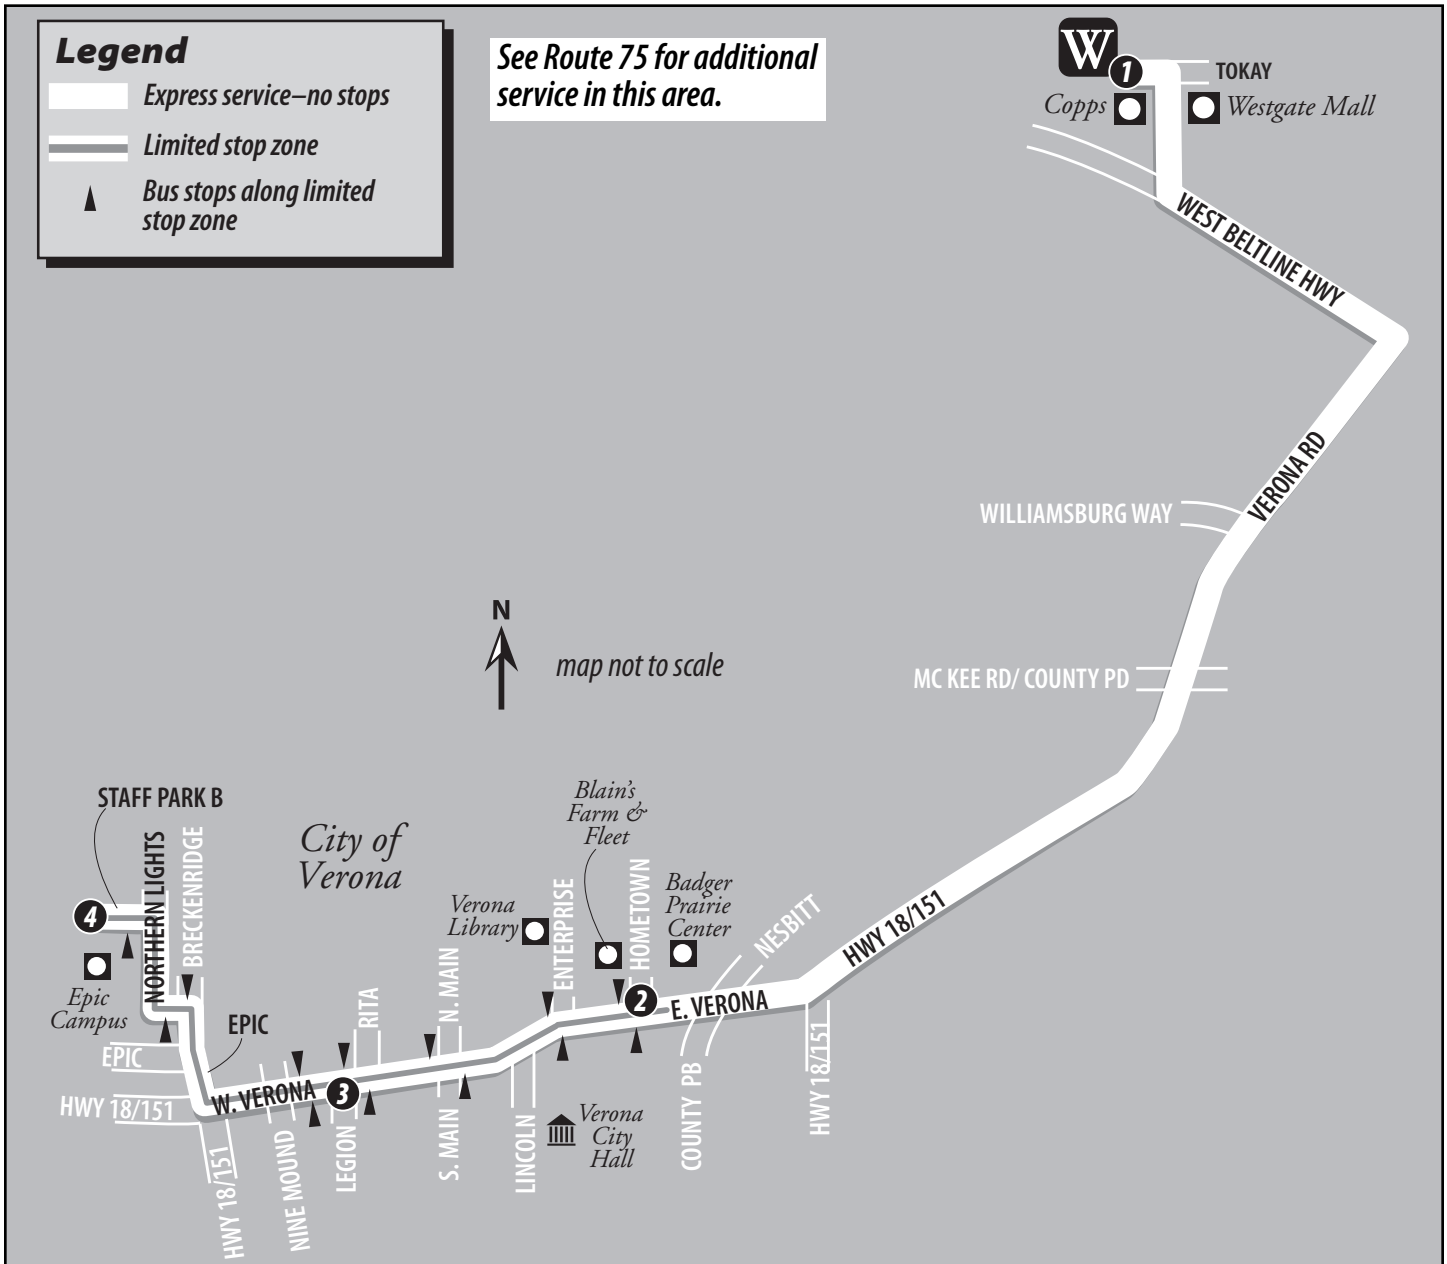 Legend
Express service–no stops
Limited stop zone
Bus stops along limited
stop zone
See Route 75 for additional
service in this area.
W
1
TOKAY
Copps
Westgate Mall
WEST BELTLINE HWY
VERONA RD
WILLIAMSBURG WAY
MC KEE RD/ COUNTY PD
N
map not to scale
STAFF PARK B
NORTHERN LIGHTS
BRECKENRIDGE
City of
Verona
4
Epic
Campus
EPIC
EPIC
HWY 18/151
HWY 18/151
W. VERONA
NINE MOUND
3
LEGION
RITA
N. MAIN
S. MAIN
Verona
Library
LINCOLN
ENTERPRISE
Verona
City
Hall
Blain's
Farm &
Fleet
HOMETOWN
2
Badger
Prairie
Center
E. VERONA
COUNTY PB
NESBITT
HWY 18/151
HWY 18/151